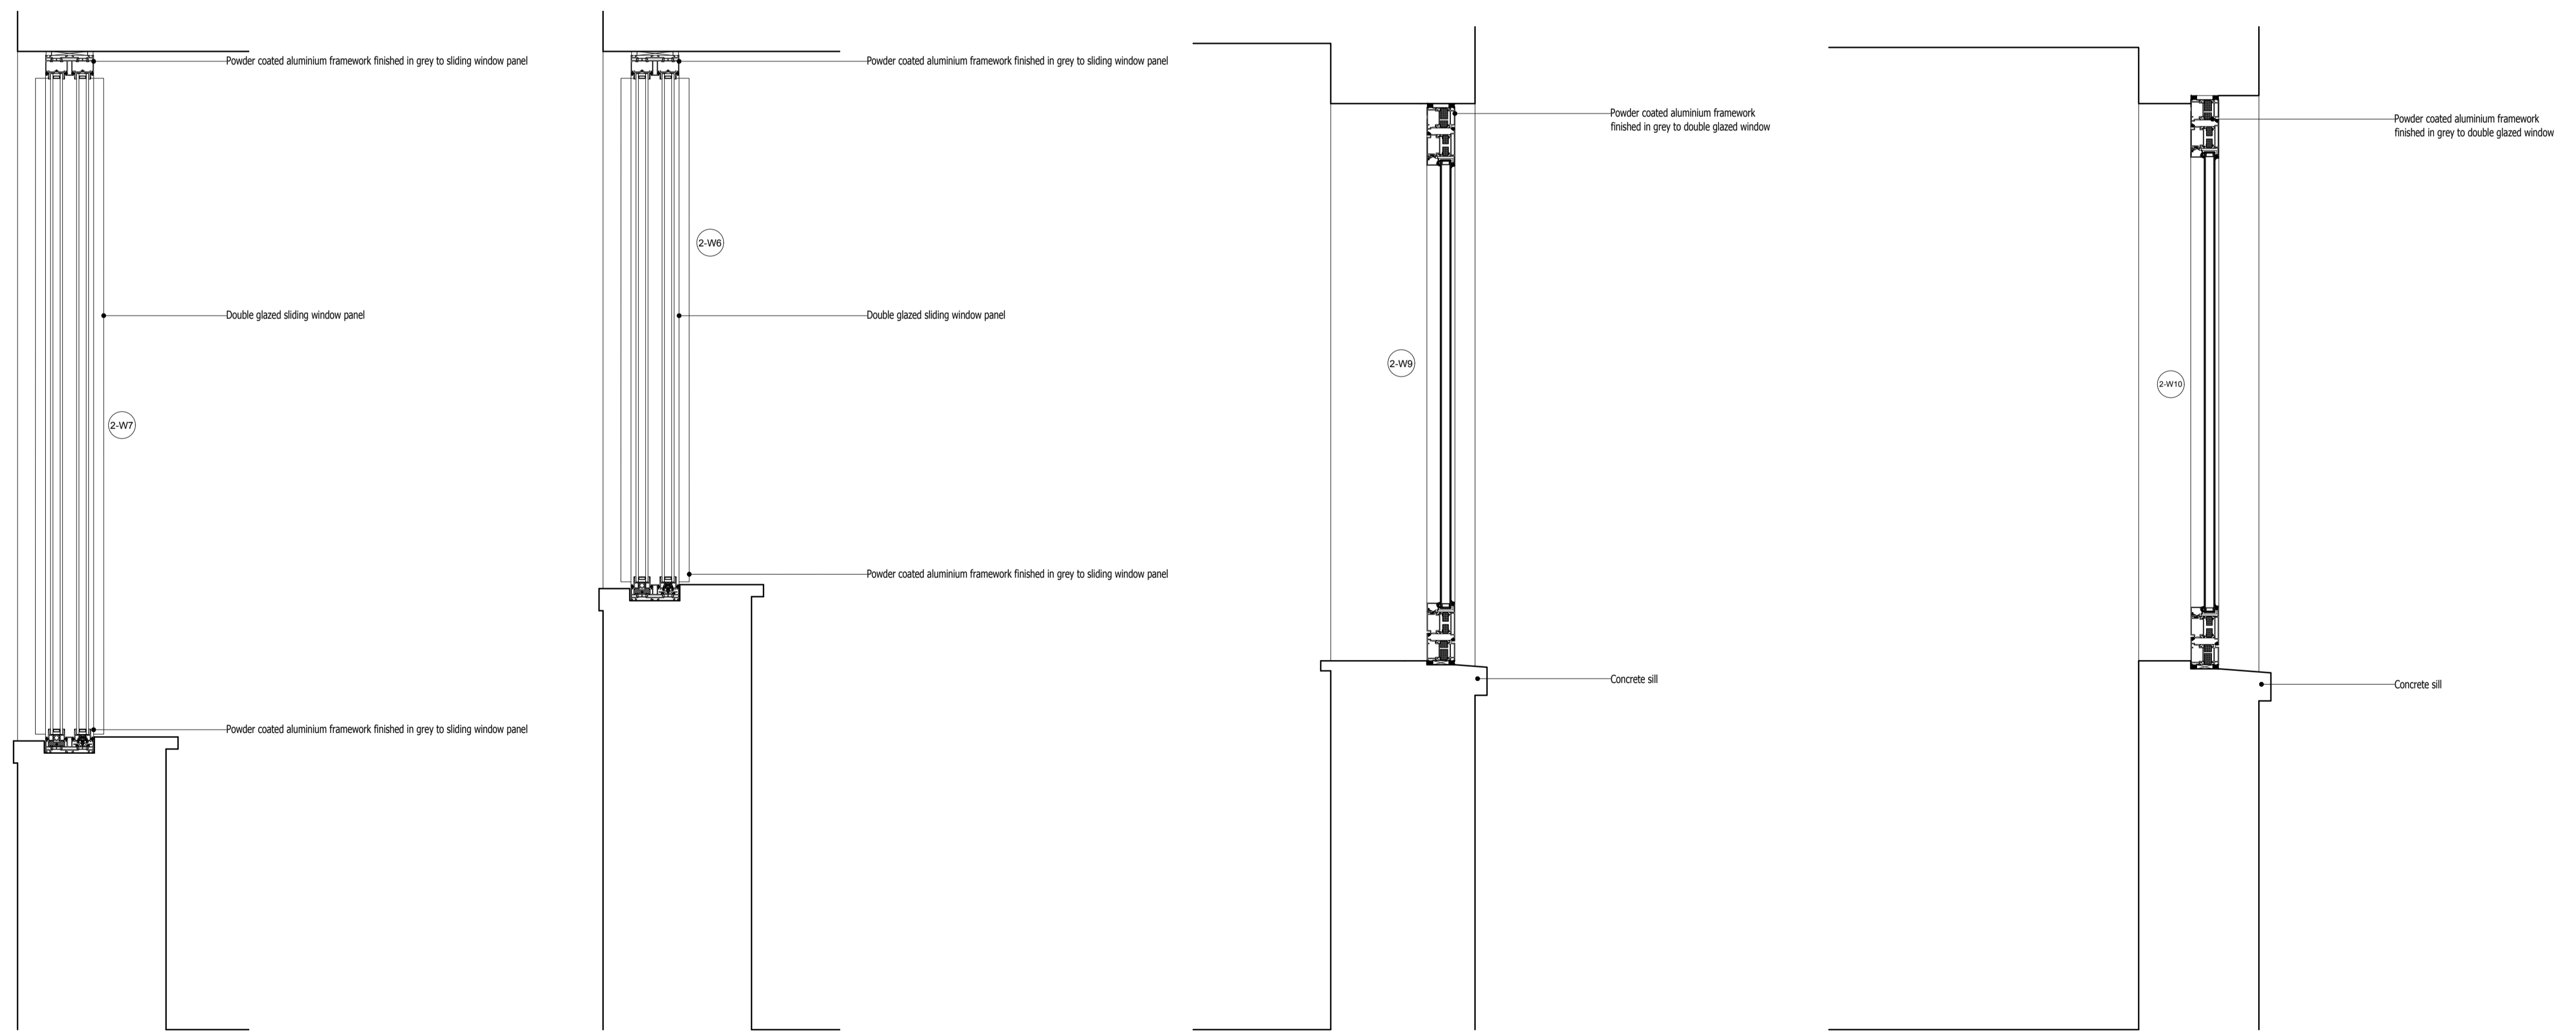 Powder coated aluminium framework finished in grey to sliding window panel
Double glazed sliding window panel
2-W7
Powder coated aluminium framework finished in grey to sliding window panel
Powder coated aluminium framework finished in grey to sliding window panel
2-W6
Double glazed sliding window panel
Powder coated aluminium framework finished in grey to sliding window panel
Powder coated aluminium framework
finished in grey to double glazed window
2-W9
Concrete sill
Powder coated aluminium framework
finished in grey to double glazed window
2-W10
Concrete sill